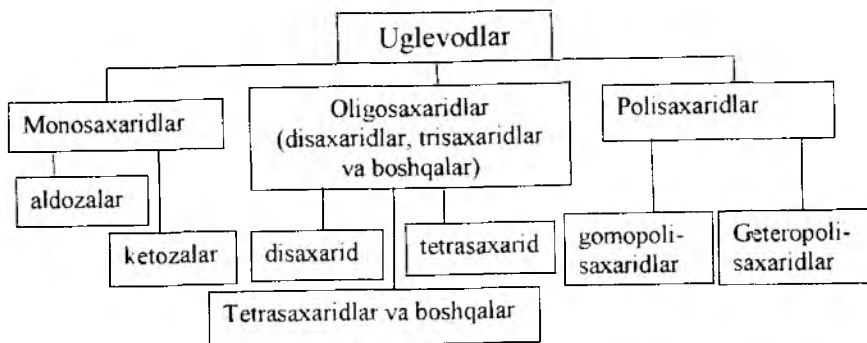 Uglevodlar
Monosaxaridlar
Oligosaxaridlar
(disaxaridlar, trisaxaridlar
va boshqalar)
Polisaxaridlar
aldozalar
ketozalar
disaxarid
tetrasaxarid
gomopoli-
saxaridlar
Geteropoli-
saxaridlar
Tetrasaxaridlar va boshqalar